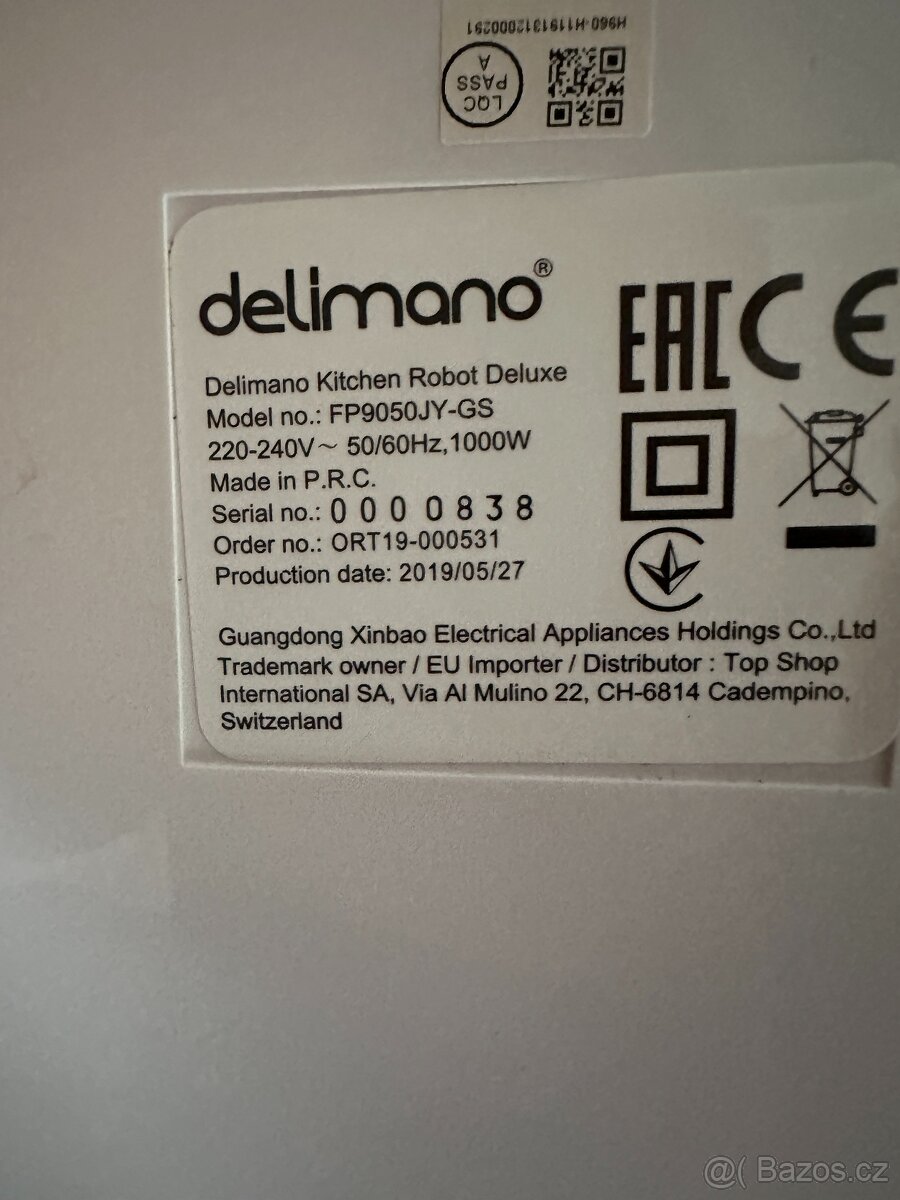 H960-H1191312000291
LQC
PASS
A
delimano®
Delimano Kitchen Robot Deluxe
Model no.: FP9050JY-GS
220-240V~ 50/60Hz,1000W
Made in P.R.C.
Serial no.: 0000838
Order no.: ORT19-000531
Production date: 2019/05/27
EAC CE
Guangdong Xinbao Electrical Appliances Holdings Co.,Ltd
Trademark owner / EU Importer / Distributor : Top Shop
International SA, Via Al Mulino 22, CH-6814 Cadempino,
Switzerland
@( Bazos.cz